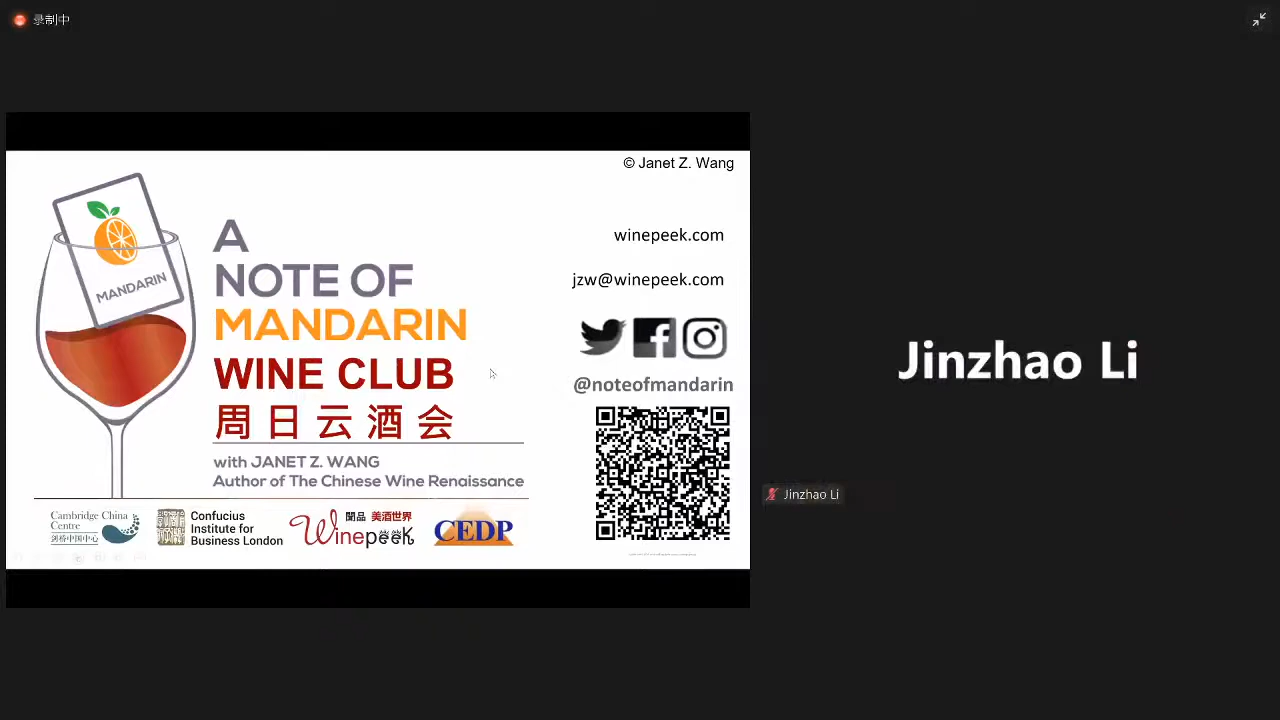 录制中
© Janet Z. Wang
MANDARIN
A
NOTE OF
MANDARIN
WINE CLUB
周日云酒会
with JANET Z. WANG
Author of The Chinese Wine Renaissance
winepeek.com
jzw@winepeek.com
@noteofmandarin
Cambridge China
Centre
剑桥中国中心
Confucius
Institute for
Business London
聞品 美酒世界
Winepeek
CEDP
Jinzhao Li
Jinzhao Li